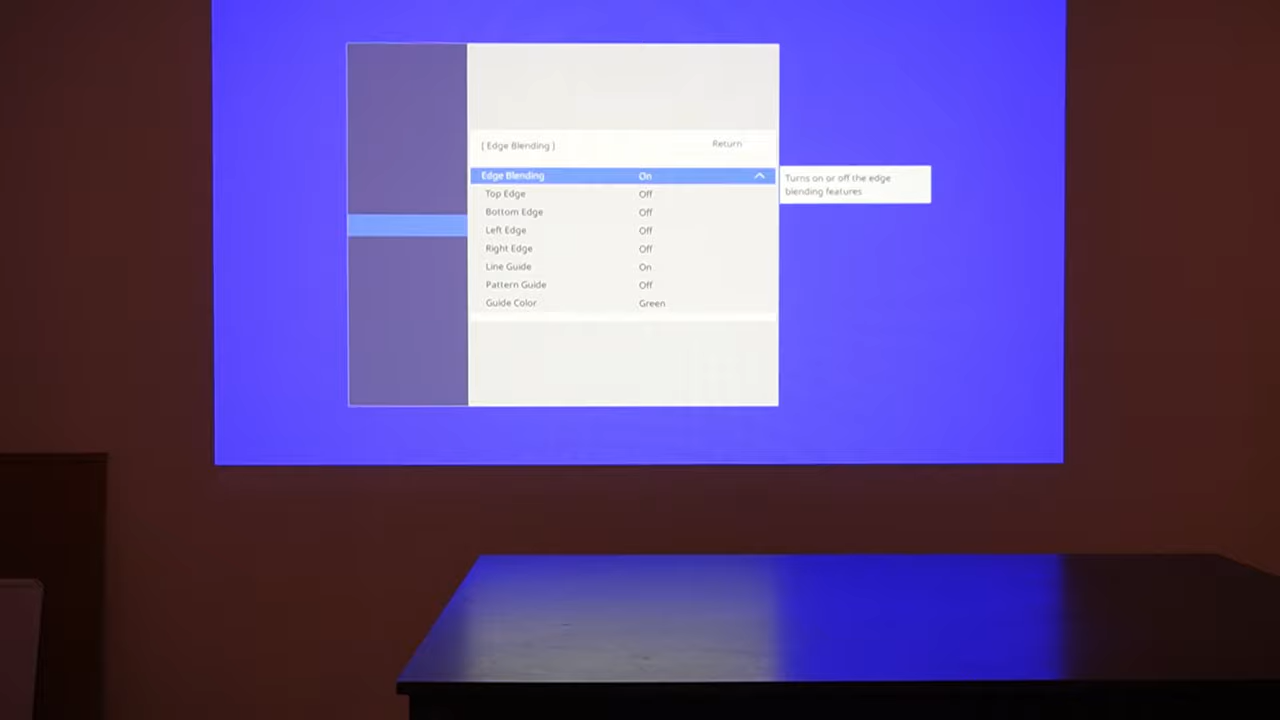 [ Edge Blending ] Return
Edge Blending On
Top Edge Off
Bottom Edge Off
Left Edge Off
Right Edge Off
Line Guide On
Pattern Guide Off
Guide Color Green
Turns on or off the edge
blending features